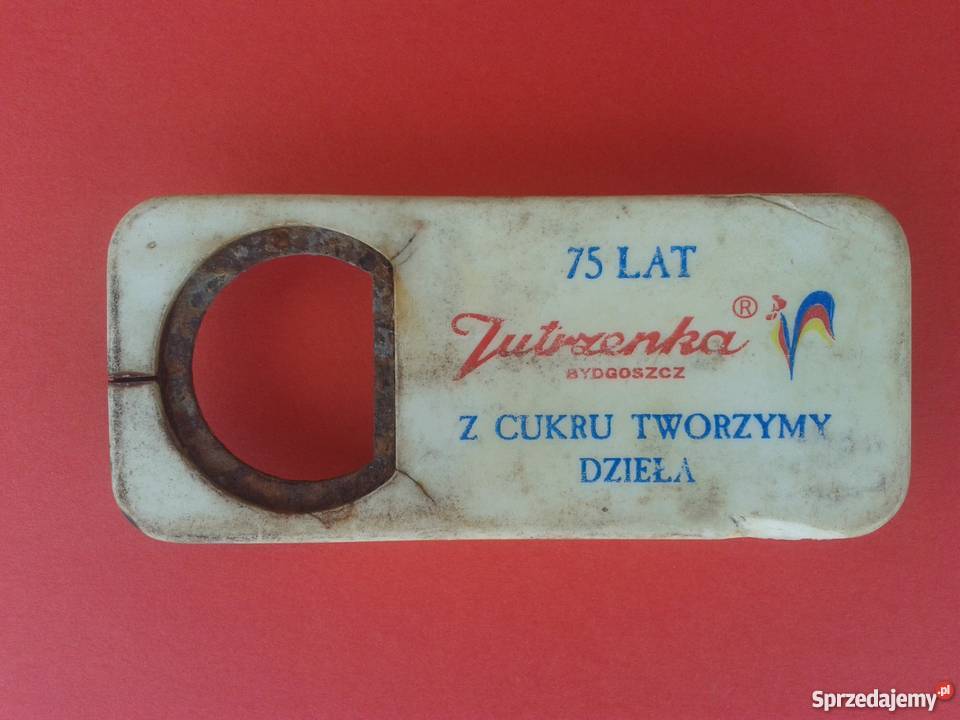 75 LAT
Jutrzenka ®
BYDGOSZCZ
Z CUKRU TWORZYMY
DZIEŁA
Sprzedajemy.pl